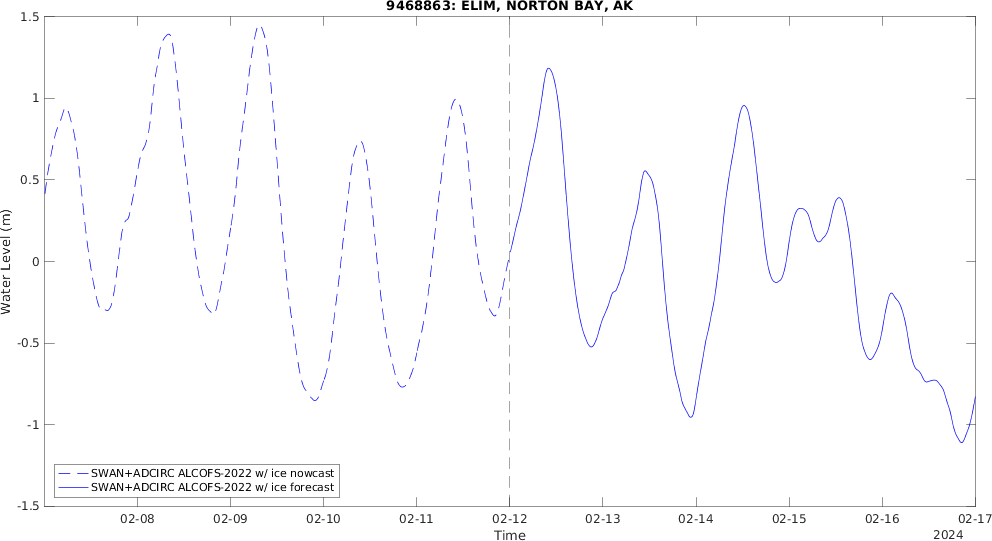 9468863: ELIM, NORTON BAY, AK
1.5
1
0.5
0
-0.5
-1
-1.5
Water Level (m)
SWAN+ADCIRC ALCOFS-2022 w/ ice nowcast
SWAN+ADCIRC ALCOFS-2022 w/ ice forecast
02-08 02-09 02-10 02-11 02-12 02-13 02-14 02-15 02-16 02-17
Time
2024